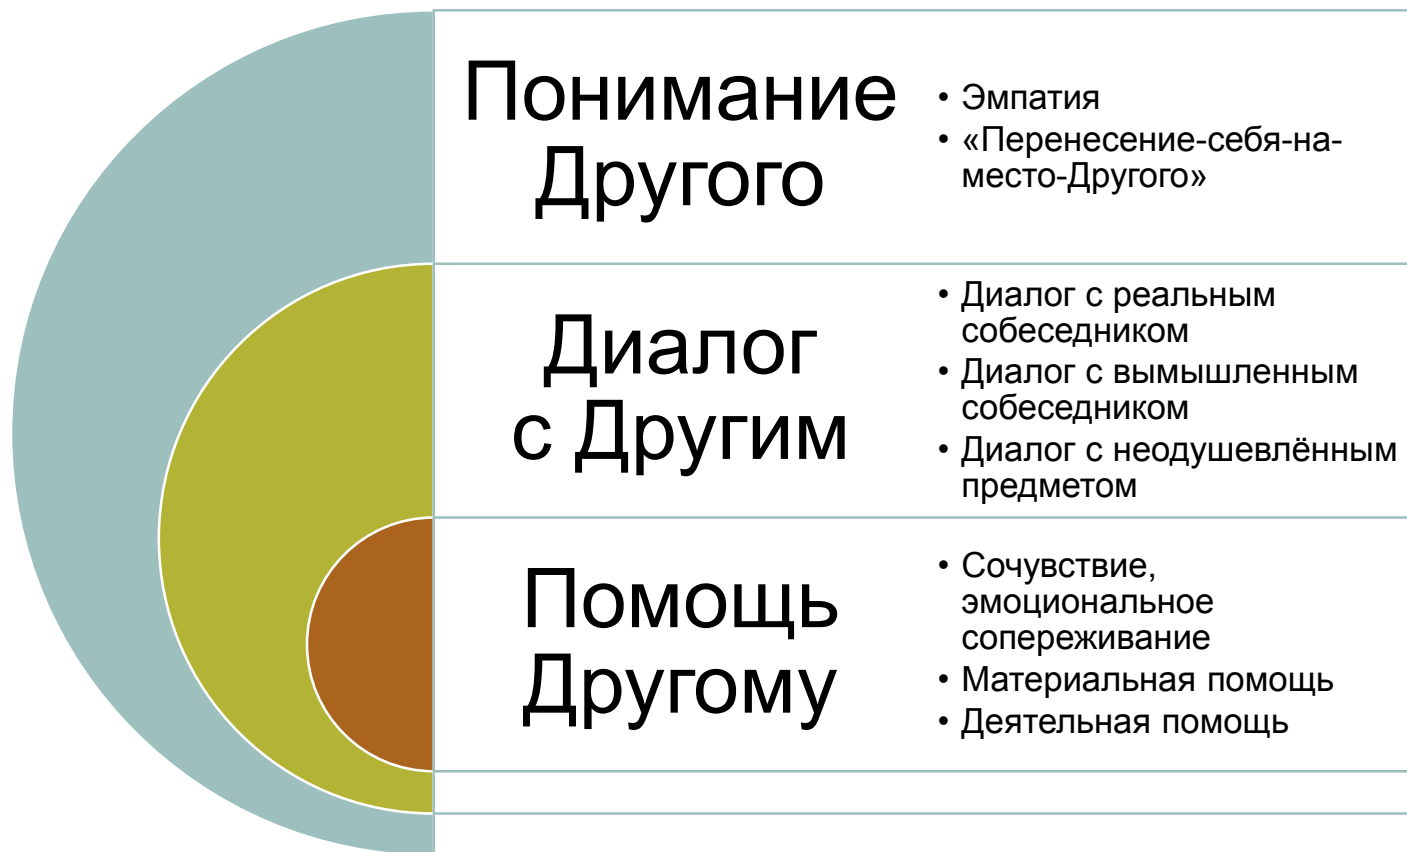 Понимание
Другого
• Эмпатия
• «Перенесение-себя-на-
место-Другого»
Диалог
с Другим
• Диалог с реальным
собеседником
• Диалог с вымышленным
собеседником
• Диалог с неодушевлённым
предметом
Помощь
Другому
• Сочувствие,
эмоциональное
сопереживание
• Материальная помощь
• Деятельная помощь